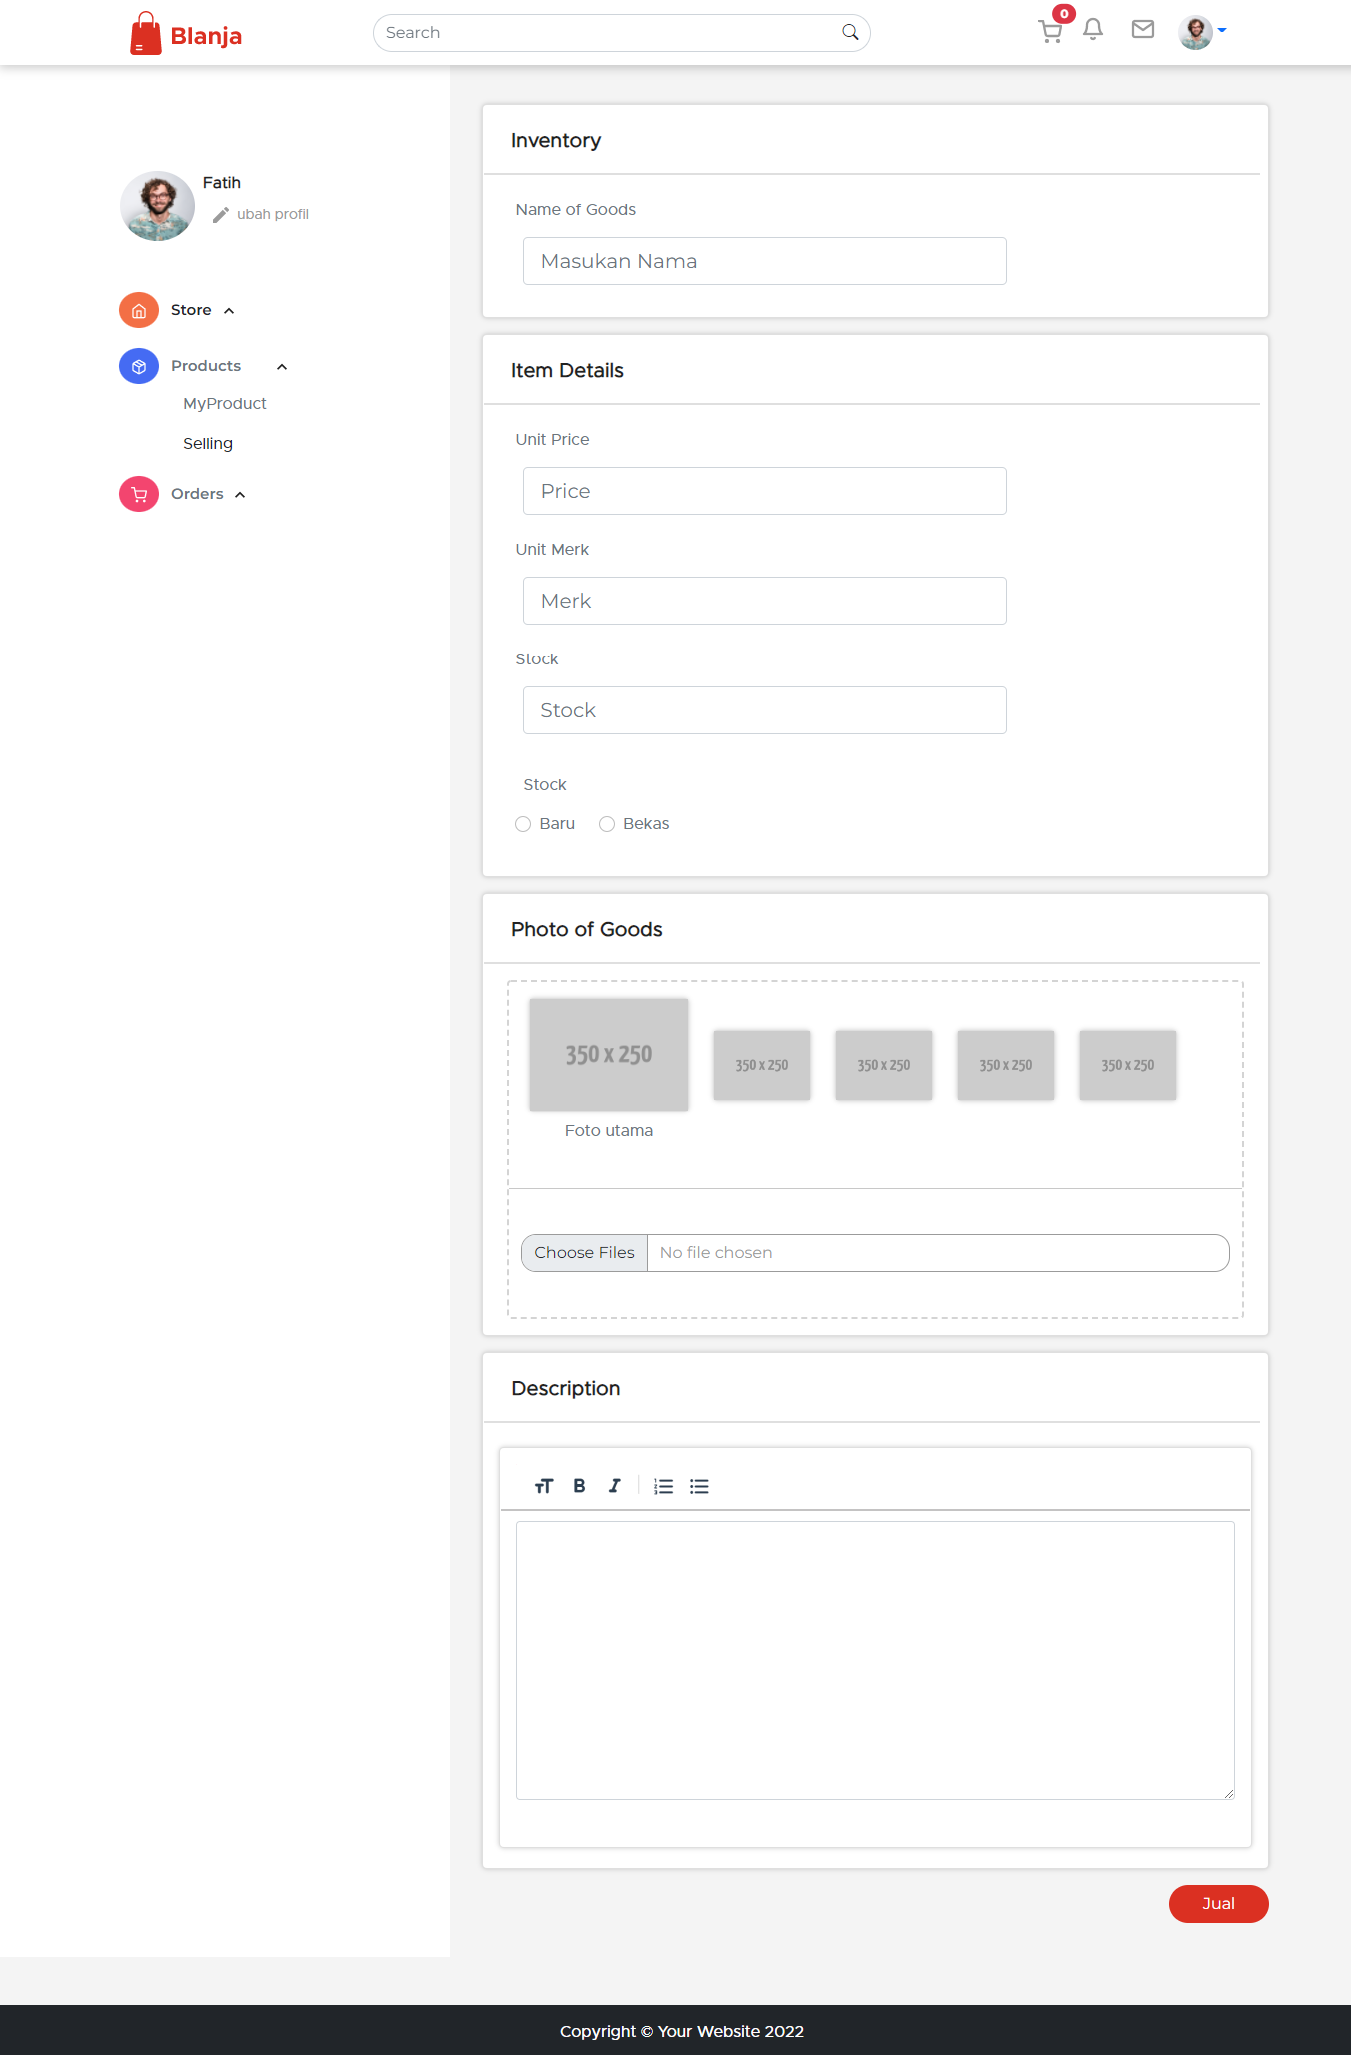 Blanja
Search
0
Fatih
ubah profil
Store
Products
MyProduct
Selling
Orders
Inventory
Name of Goods
Masukan Nama
Item Details
Unit Price
Price
Unit Merk
Merk
Stock
Stock
Stock
Baru Bekas
Photo of Goods
350 x 250
350 x 250
350 x 250
350 x 250
350 x 250
Foto utama
Choose Files No file chosen
Description
Jual
Copyright © Your Website 2022